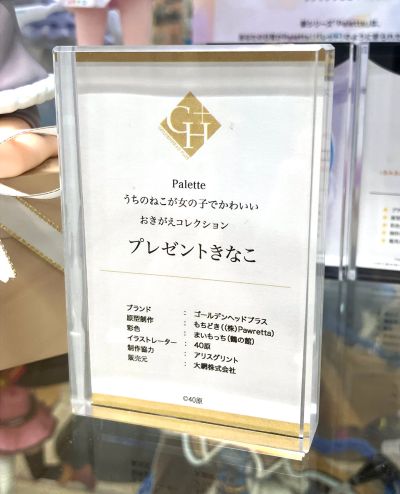 G+H
Palette
うちのねこが女の子でかわいい
おきがえコレクション
プレゼントきなこ
ブランド : ゴールデンヘッドプラス
原型制作 : もちどき((株)Pawretta)
彩色 : まいもっち(鶴の館)
イラストレーター : 40原
制作協力 : アリスグリント
販売元 : 大鵬株式会社
©40原